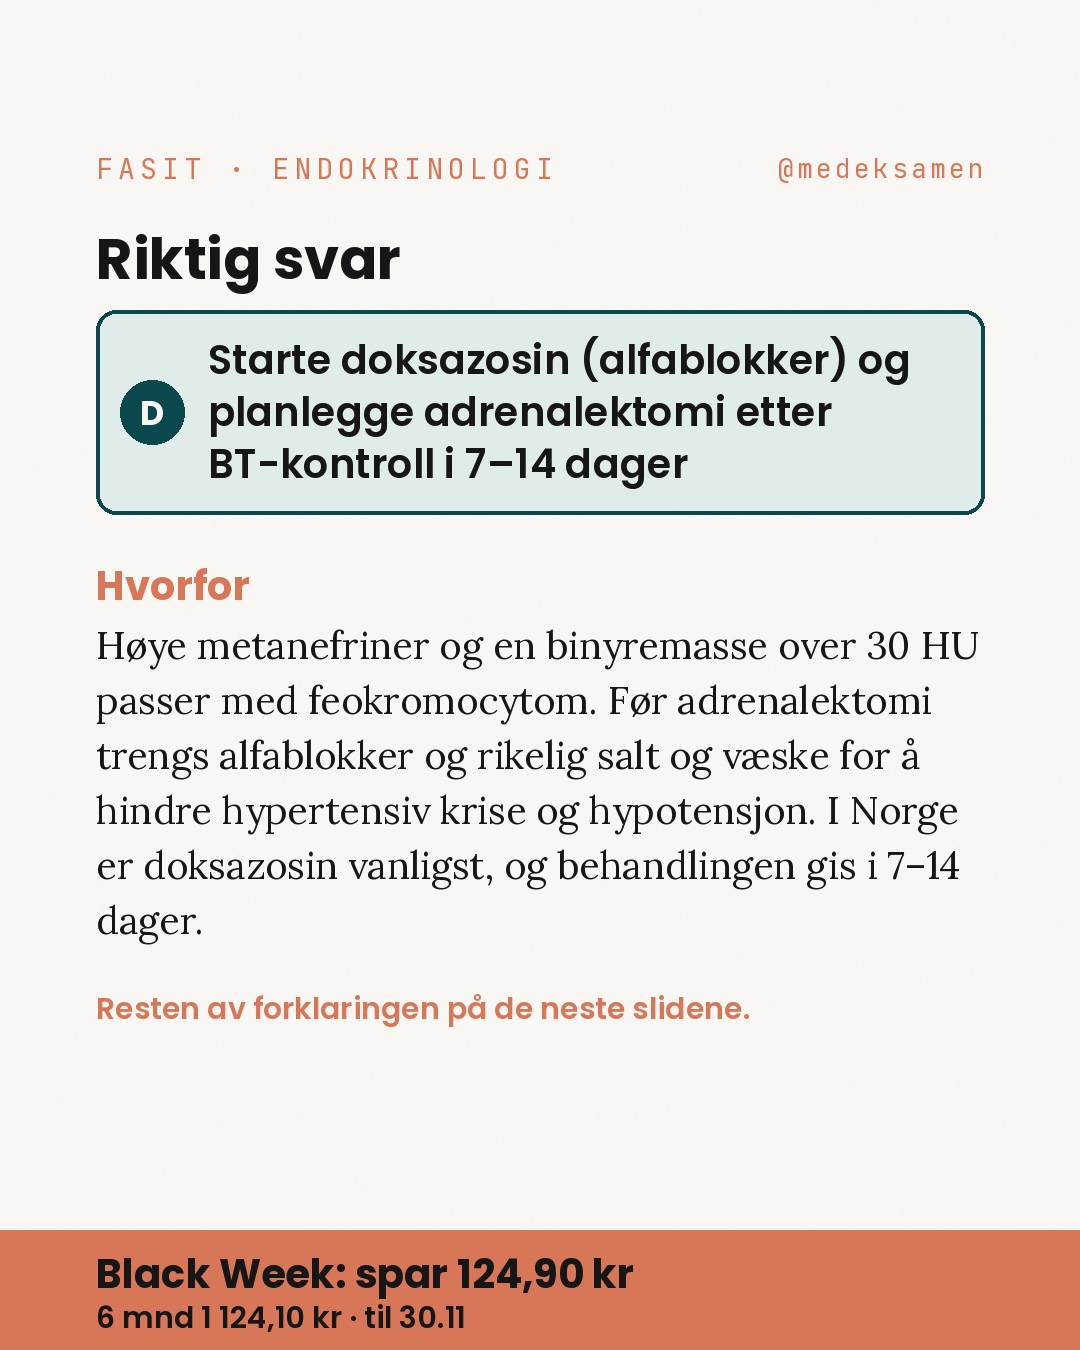 FASIT · ENDOKRINOLOGI
@medeksamen
Riktig svar
D
Starte doksazosin (alfablokker) og
planlegge adrenalektomi etter
BT-kontroll i 7–14 dager
Hvorfor
Høye metanefriner og en binyremasse over 30 HU
passer med feokromocytom. Før adrenalektomi
trengs alfablokker og rikelig salt og væske for å
hindre hypertensiv krise og hypotensjon. I Norge
er doksazosin vanligst, og behandlingen gis i 7–14
dager.
Resten av forklaringen på de neste slidene.
Black Week: spar 124,90 kr
6 mnd 1 124,10 kr · til 30.11